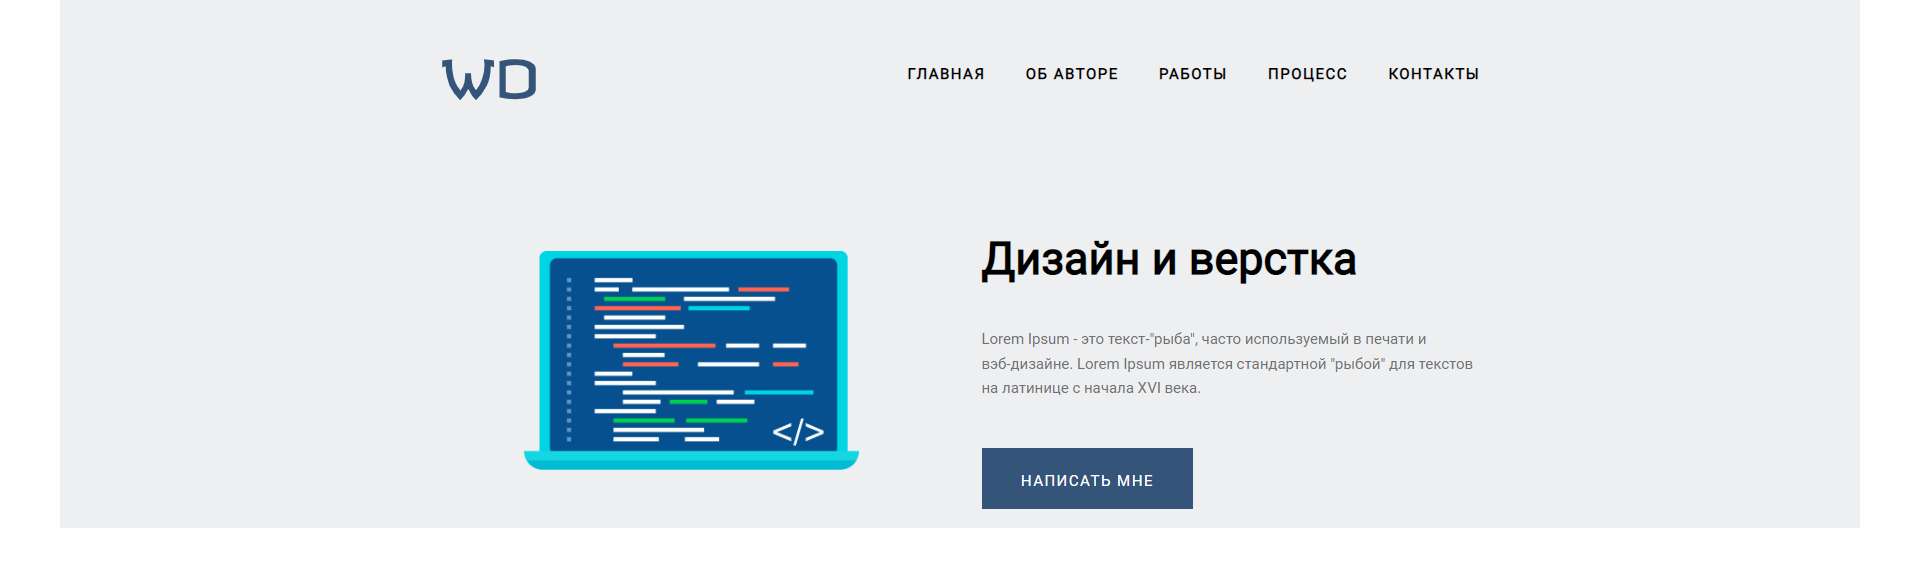 WD
ГЛАВНАЯ ОБ АВТОРЕ РАБОТЫ ПРОЦЕСС КОНТАКТЫ
Дизайн и верстка
Lorem Ipsum - это текст-"рыба", часто используемый в печати и
вэб-дизайне. Lorem Ipsum является стандартной "рыбой" для текстов
на латинице с начала XVI века.
</>
НАПИСАТЬ МНЕ